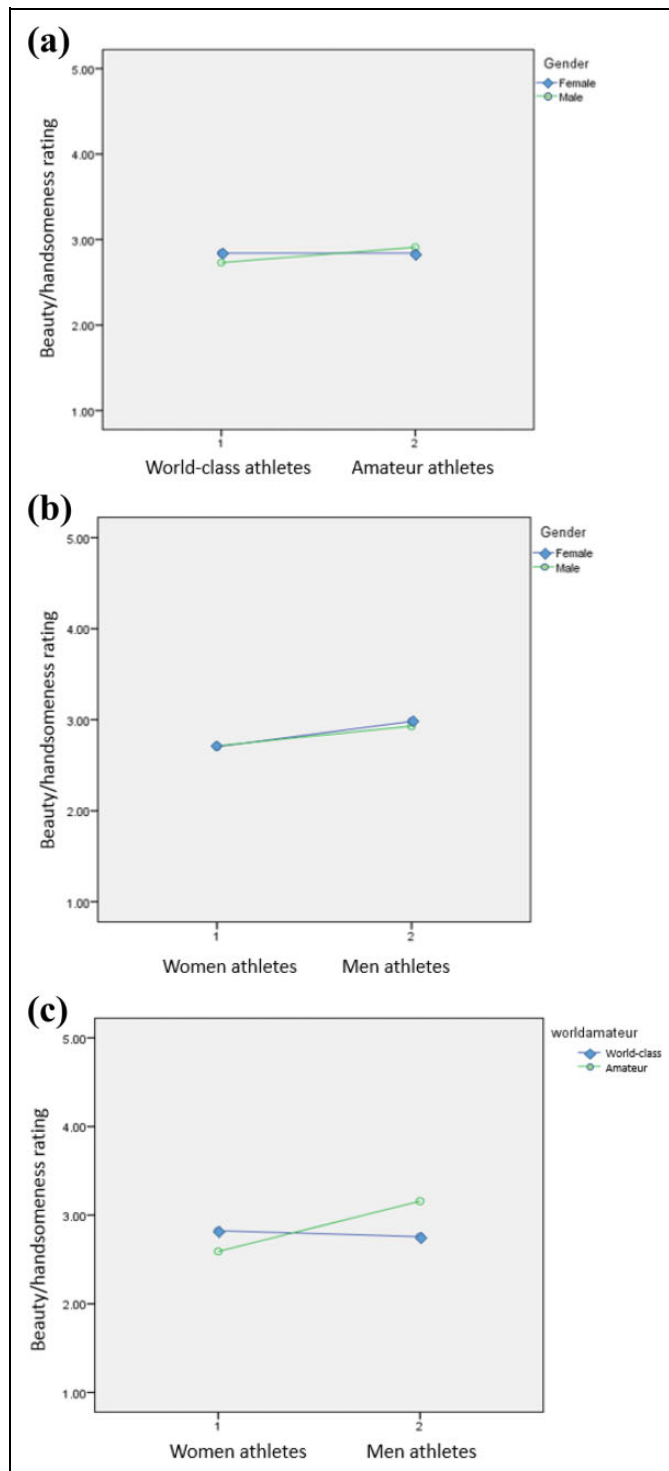 (a)
Gender
Female
Male
5.00
4.00
3.00
2.00
1.00
Beauty/handsomeness rating
1 2
World-class athletes Amateur athletes
(b)
Gender
Female
Male
5.00
4.00
3.00
2.00
1.00
Beauty/handsomeness rating
1 2
Women athletes Men athletes
(c)
worldamateur
World-class
Amateur
5.00
4.00
3.00
2.00
1.00
Beauty/handsomeness rating
1 2
Women athletes Men athletes